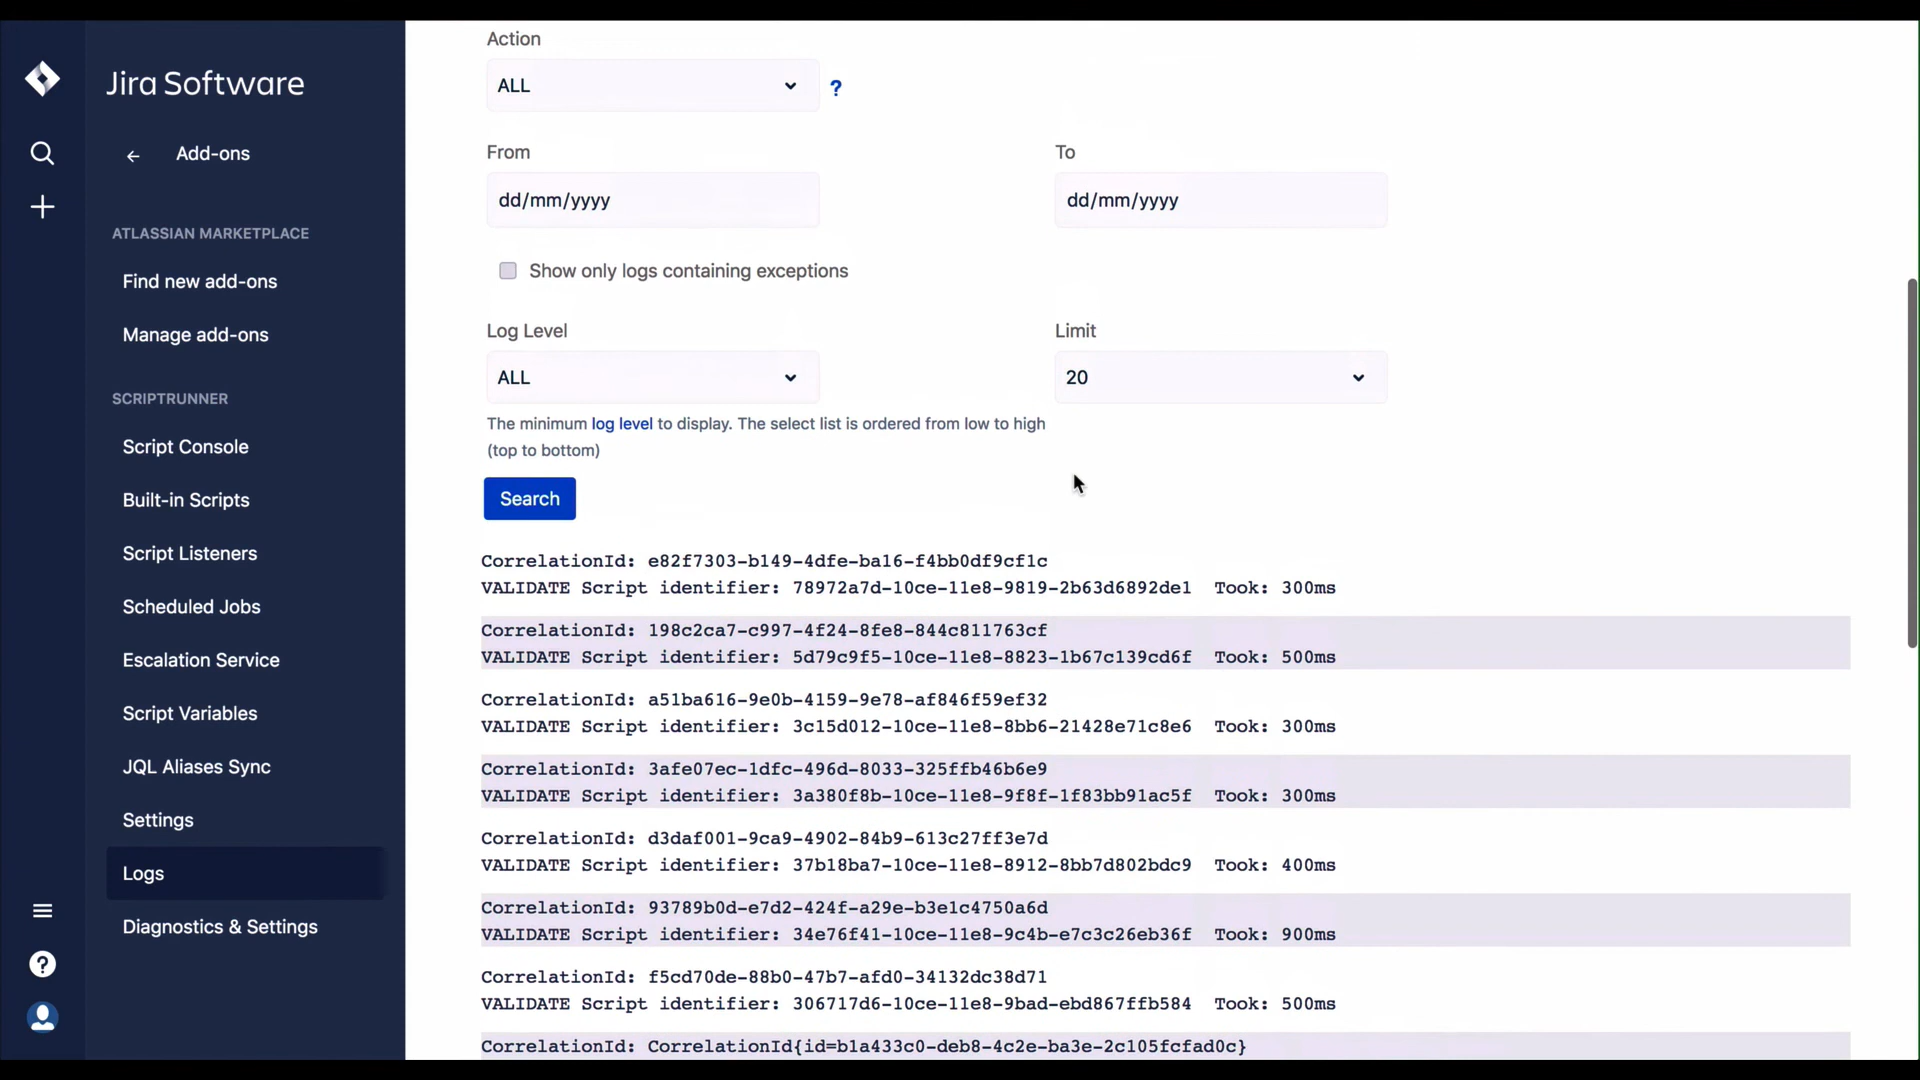 Jira Software
Add-ons
ATLASSIAN MARKETPLACE
Find new add-ons
Manage add-ons
SCRIPTRUNNER
Script Console
Built-in Scripts
Script Listeners
Scheduled Jobs
Escalation Service
Script Variables
JQL Aliases Sync
Settings
Logs
Diagnostics & Settings
Action
ALL
?
From
To
dd/mm/yyyy
dd/mm/yyyy
Show only logs containing exceptions
Log Level
Limit
ALL
20
The minimum log level to display. The select list is ordered from low to high
(top to bottom)
Search
CorrelationId: e82f7303-b149-4dfe-ba16-f4bb0df9cf1c
VALIDATE Script identifier: 78972a7d-10ce-11e8-9819-2b63d6892de1 Took: 300ms
CorrelationId: 198c2ca7-c997-4f24-8fe8-844c811763cf
VALIDATE Script identifier: 5d79c9f5-10ce-11e8-8823-1b67c139cd6f Took: 500ms
CorrelationId: a51ba616-9e0b-4159-9e78-af846f59ef32
VALIDATE Script identifier: 3c15d012-10ce-11e8-8bb6-21428e71c8e6 Took: 300ms
CorrelationId: 3afe07ec-1dfc-496d-8033-325ffb46b6e9
VALIDATE Script identifier: 3a380f8b-10ce-11e8-9f8f-1f83bb91ac5f Took: 300ms
CorrelationId: d3daf001-9ca9-4902-84b9-613c27ff3e7d
VALIDATE Script identifier: 37b18ba7-10ce-11e8-8912-8bb7d802bdc9 Took: 400ms
CorrelationId: 93789b0d-e7d2-424f-a29e-b3e1c4750a6d
VALIDATE Script identifier: 34e76f41-10ce-11e8-9c4b-e7c3c26eb36f Took: 900ms
CorrelationId: f5cd70de-88b0-47b7-afd0-34132dc38d71
VALIDATE Script identifier: 306717d6-10ce-11e8-9bad-ebd867ffb584 Took: 500ms
CorrelationId: CorrelationId{id=b1a433c0-deb8-4c2e-ba3e-2c105fcfad0c}